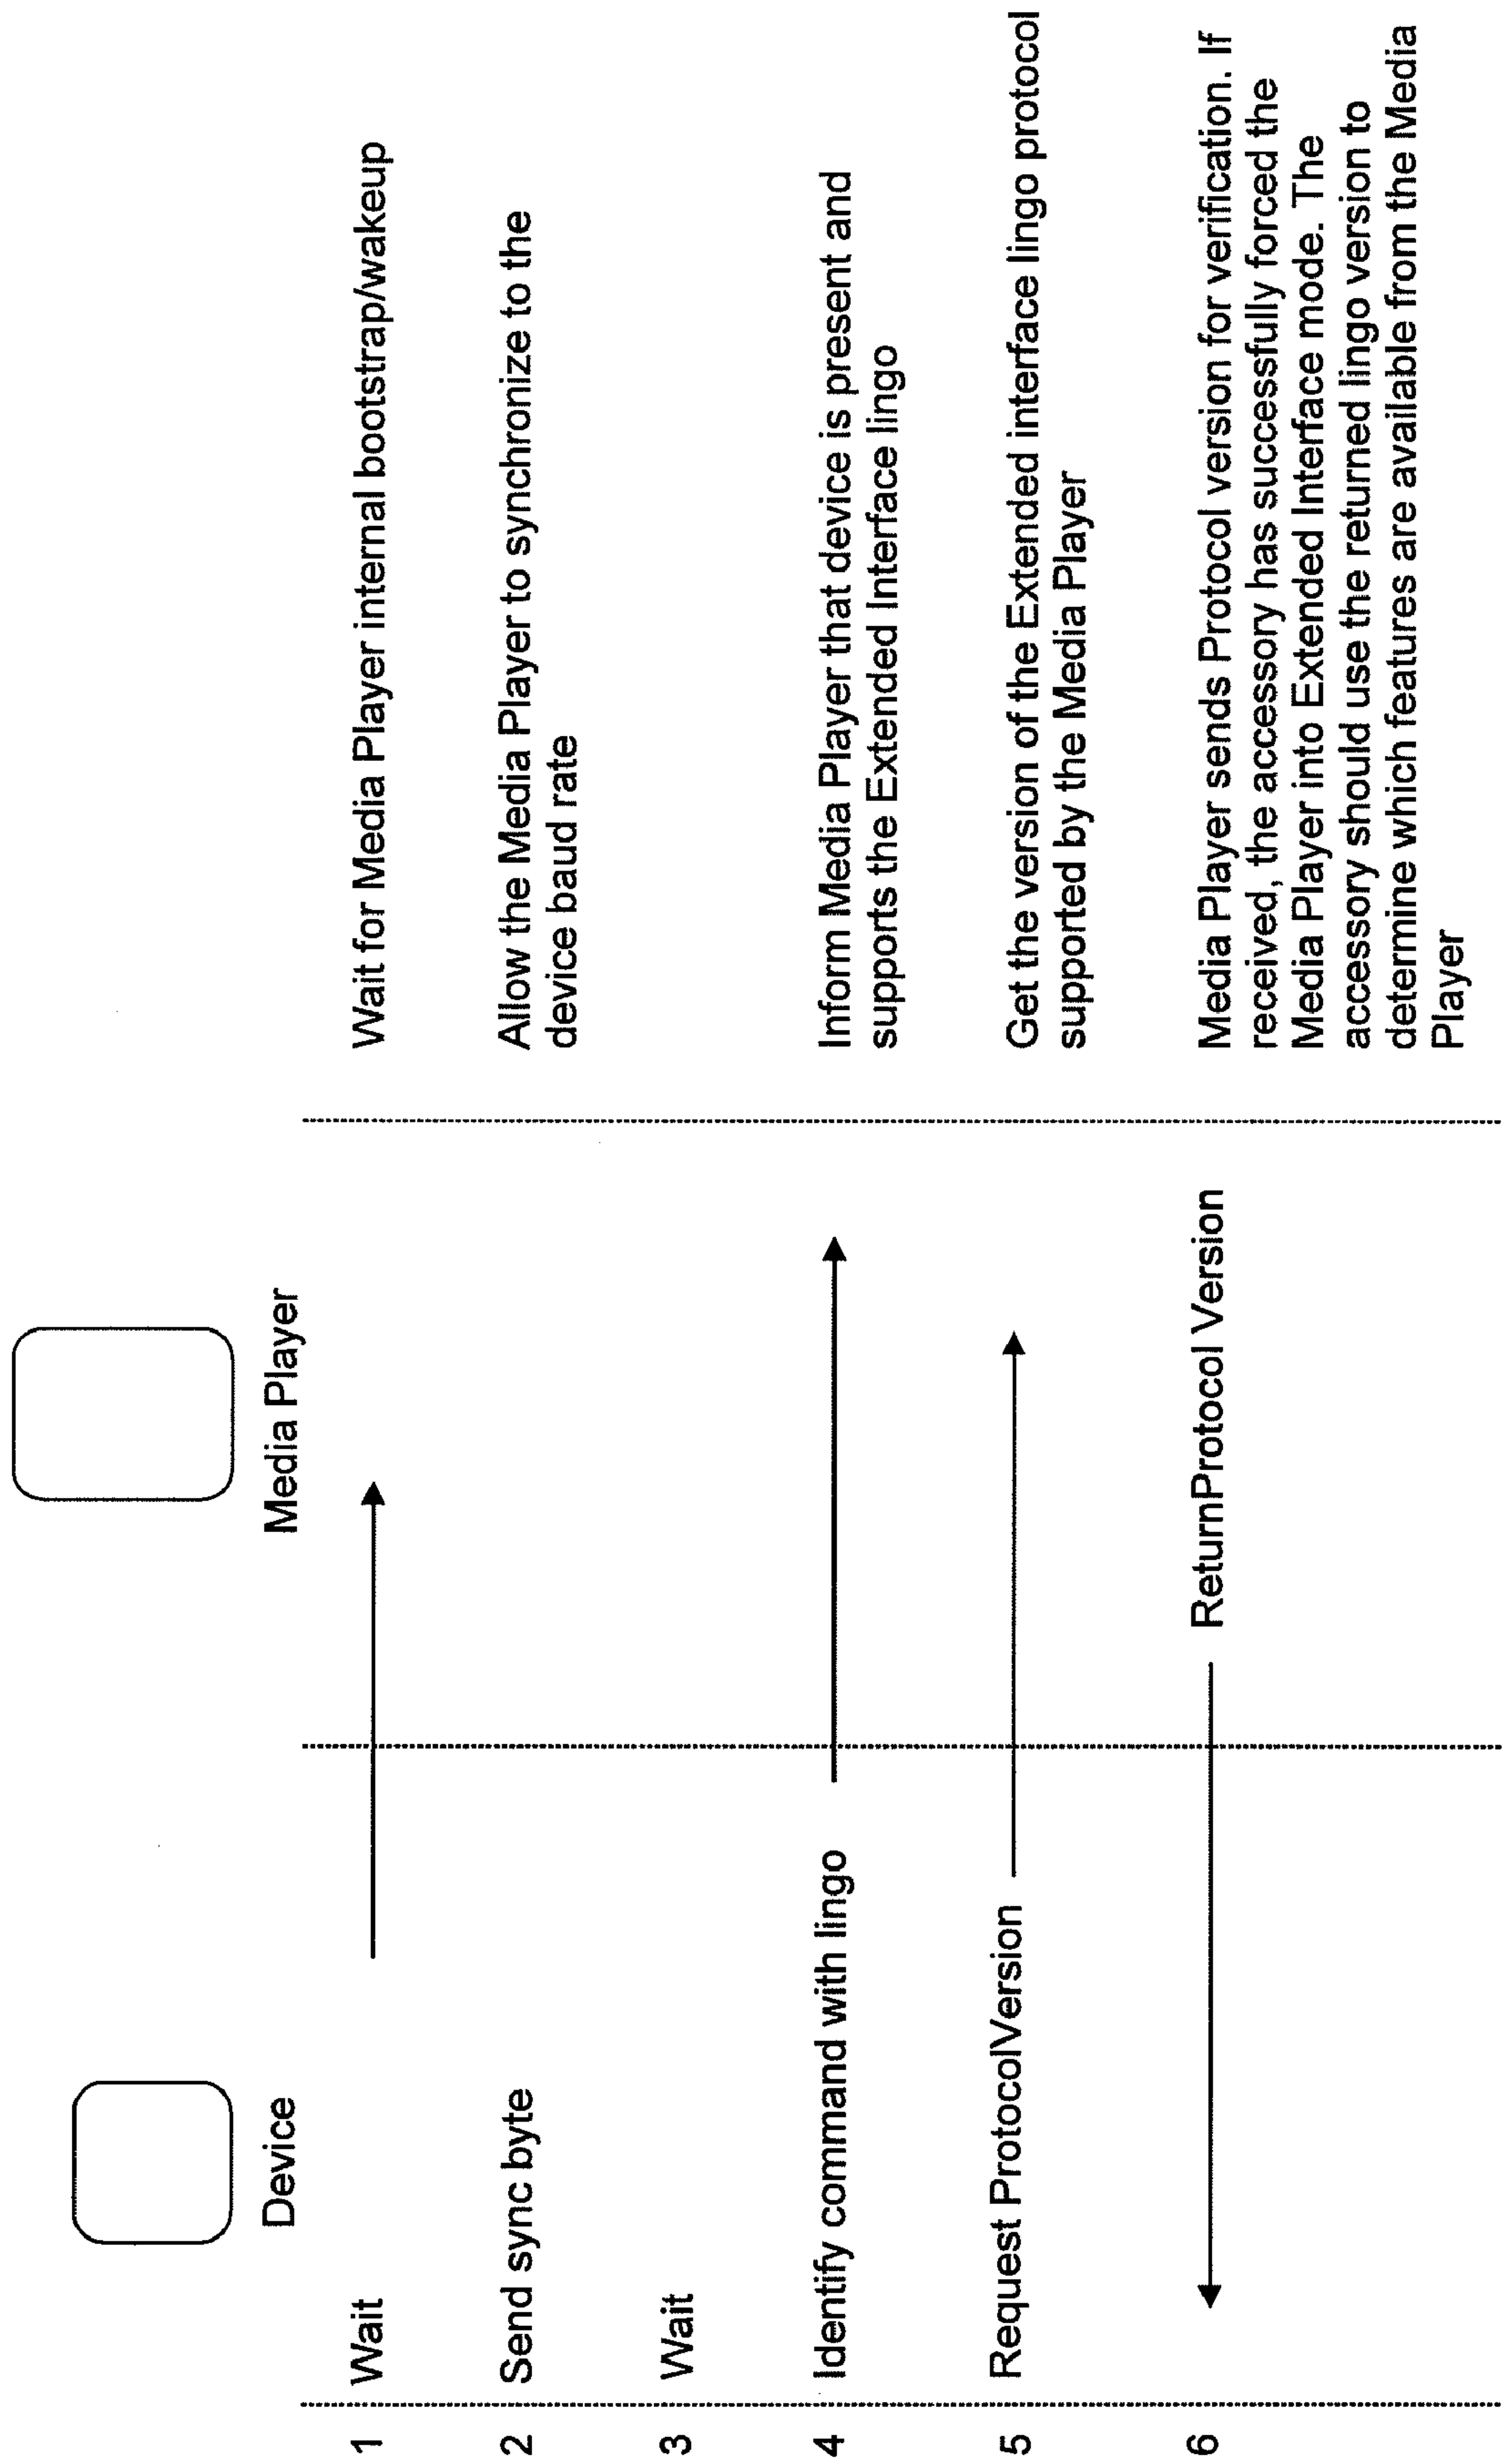 Device
Media Player
1
Wait
Wait for Media Player internal bootstrap/wakeup
2
Send sync byte
Allow the Media Player to synchronize to the
device baud rate
3
Wait
4
Identify command with lingo
Inform Media Player that device is present and
supports the Extended Interface lingo
5
Request ProtocolVersion
Get the version of the Extended interface lingo protocol
supported by the Media Player
6
ReturnProtocol Version
Media Player sends Protocol version for verification. If
received, the accessory has successfully forced the
Media Player into Extended Interface mode. The
accessory should use the returned lingo version to
determine which features are available from the Media
Player